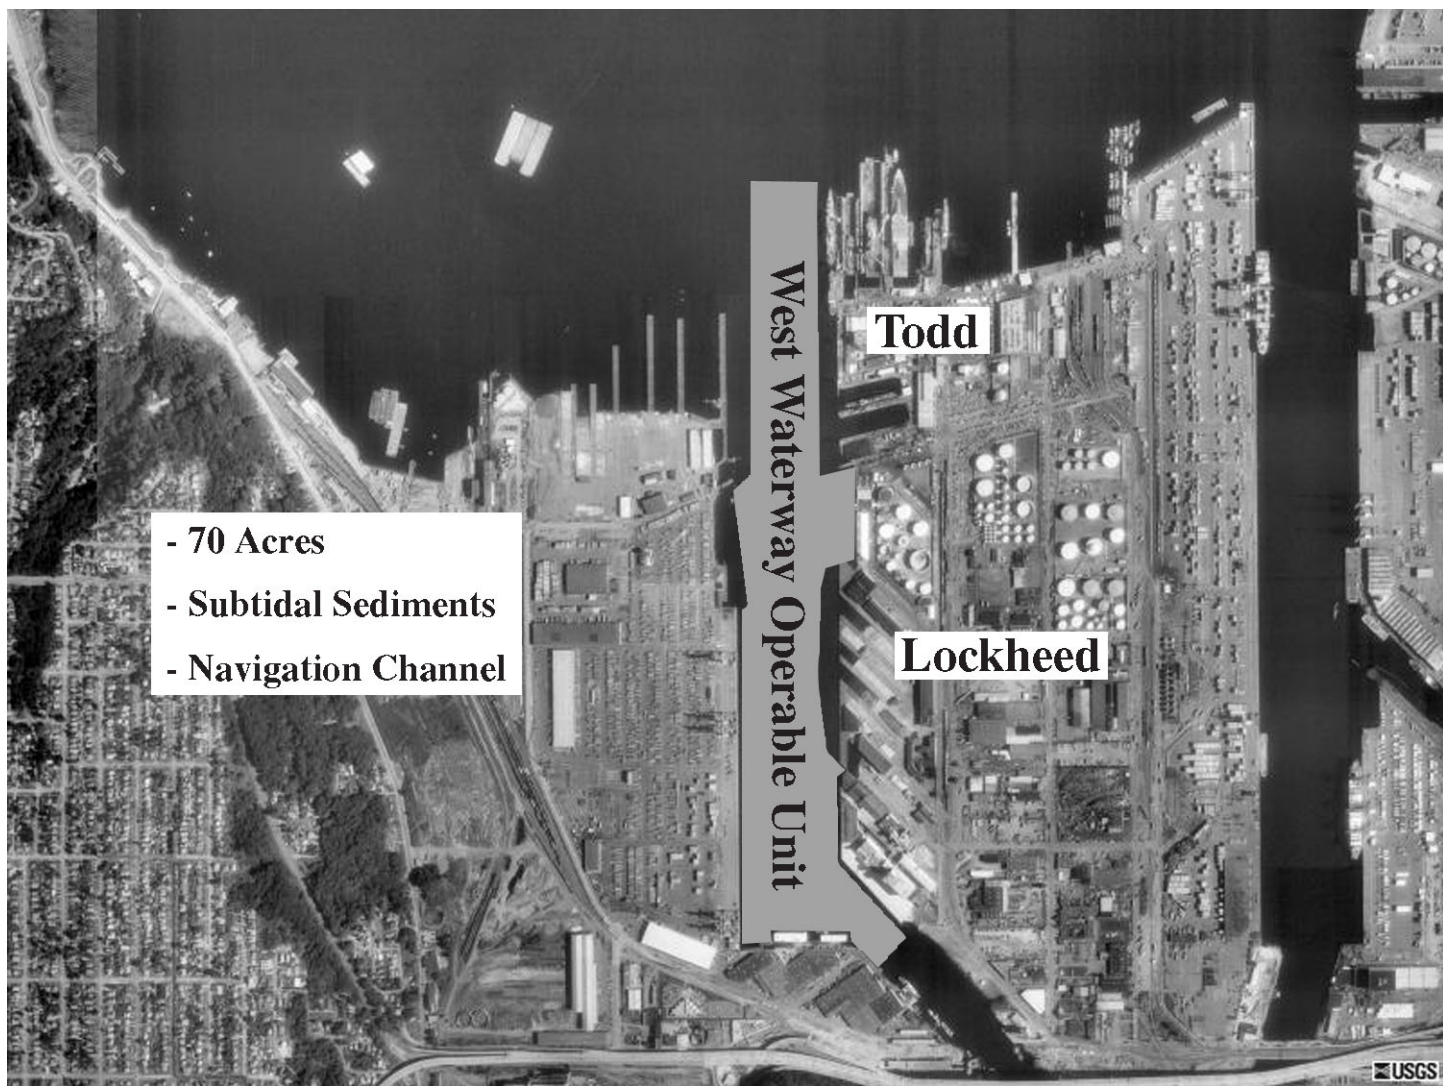 West Waterway Operable Unit
Todd
- 70 Acres
- Subtidal Sediments
- Navigation Channel
Lockheed
USGS